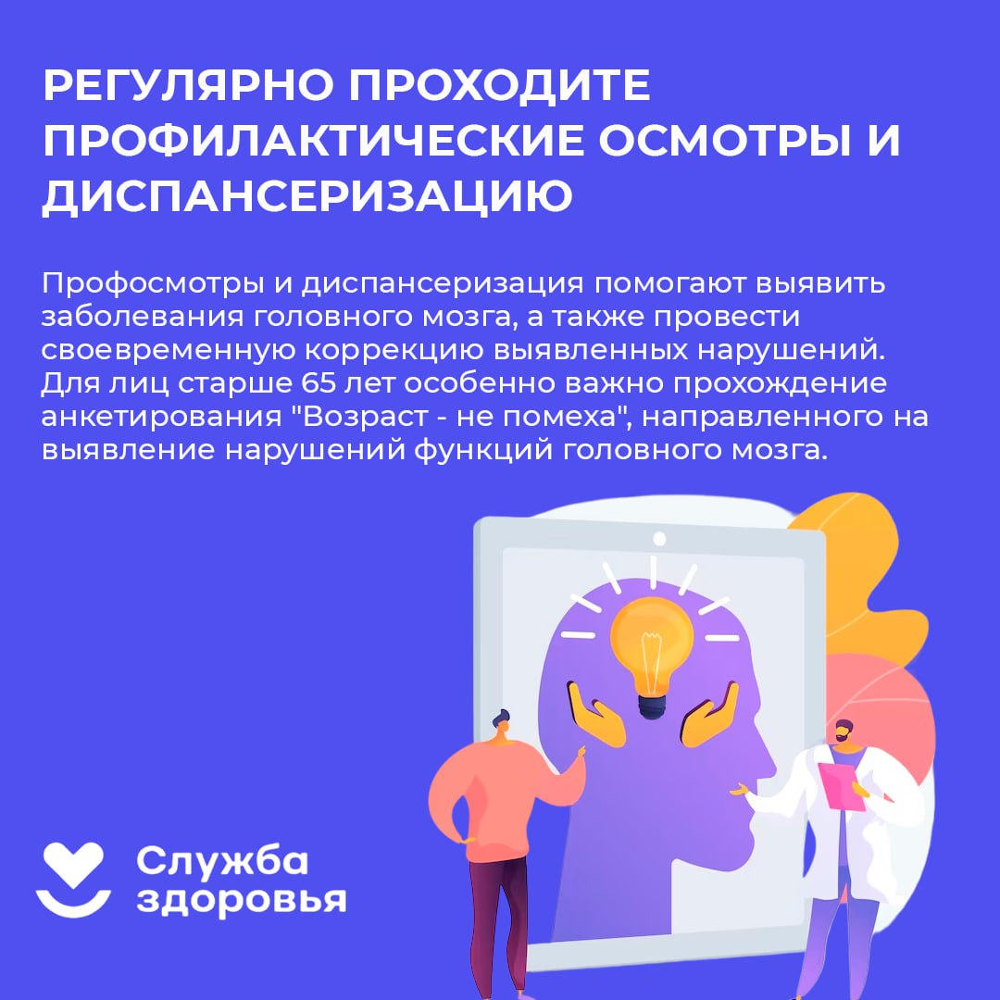 РЕГУЛЯРНО ПРОХОДИТЕ
ПРОФИЛАКТИЧЕСКИЕ ОСМОТРЫ И
ДИСПАНСЕРИЗАЦИЮ
Профосмотры и диспансеризация помогают выявить
заболевания головного мозга, а также провести
своевременную коррекцию выявленных нарушений.
Для лиц старше 65 лет особенно важно прохождение
анкетирования "Возраст - не помеха", направленного на
выявление нарушений функций головного мозга.
Служба
здоровья